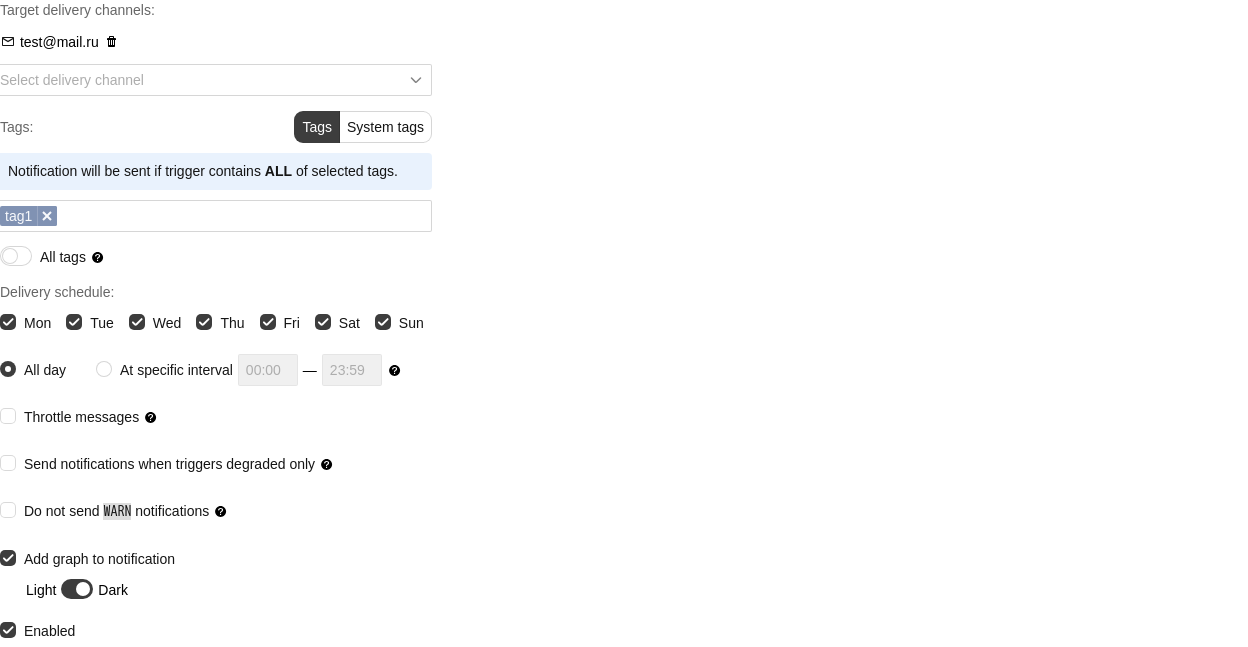 Target delivery channels:
test@mail.ru
Select delivery channel
Tags: Tags System tags
Notification will be sent if trigger contains ALL of selected tags.
tag1
All tags
Delivery schedule:
Mon Tue Wed Thu Fri Sat Sun
All day At specific interval 00:00 — 23:59
Throttle messages
Send notifications when triggers degraded only
Do not send WARN notifications
Add graph to notification
Light Dark
Enabled